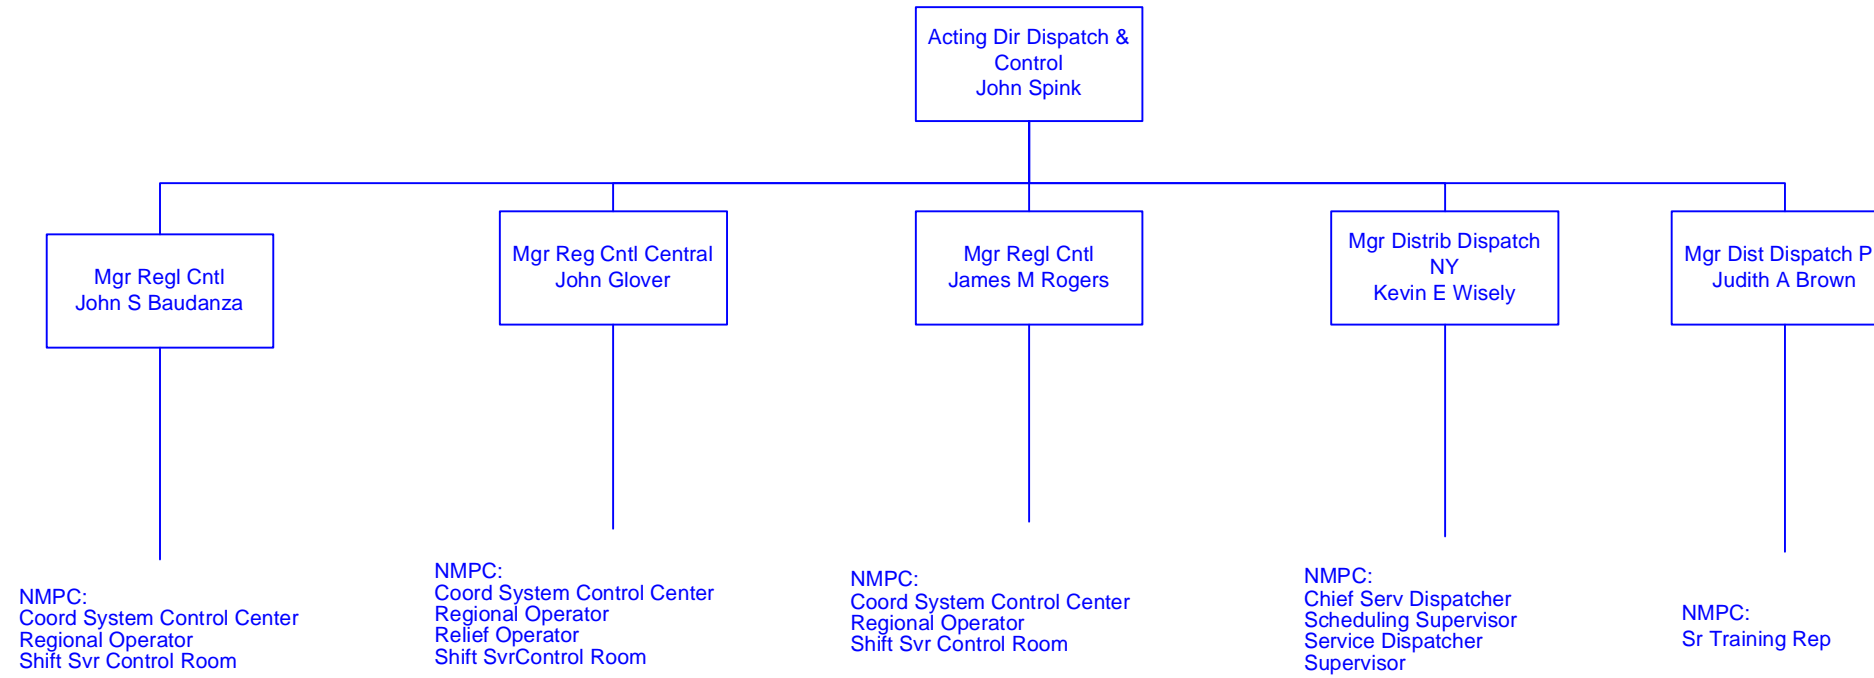 Acting Dir Dispatch &
Control
John Spink
Mgr Regl Cntl
John S Baudanza
Mgr Reg Cntl Central
John Glover
Mgr Regl Cntl
James M Rogers
Mgr Distrib Dispatch
NY
Kevin E Wisely
Mgr Dist Dispatch P
Judith A Brown
NMPC:
Coord System Control Center
Regional Operator
Shift Svr Control Room
NMPC:
Coord System Control Center
Regional Operator
Relief Operator
Shift SvrControl Room
NMPC:
Coord System Control Center
Regional Operator
Shift Svr Control Room
NMPC:
Chief Serv Dispatcher
Scheduling Supervisor
Service Dispatcher
Supervisor
NMPC:
Sr Training Rep